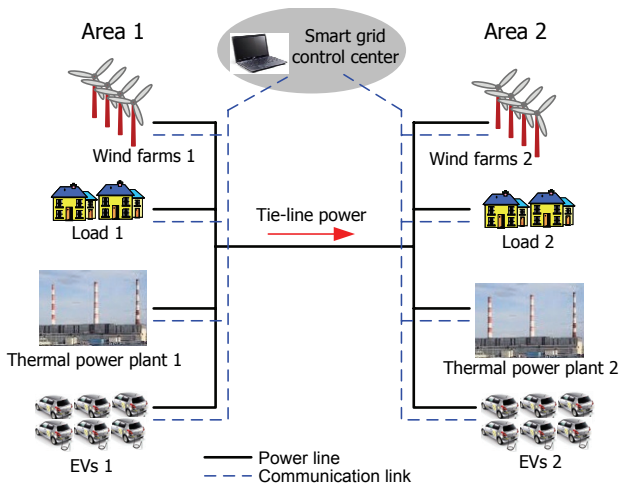 Area 1
Smart grid
control center
Area 2
Wind farms 1
Wind farms 2
Load 1
Tie-line power
Load 2
Thermal power plant 1
Thermal power plant 2
EVs 1
EVs 2
Power line
Communication link